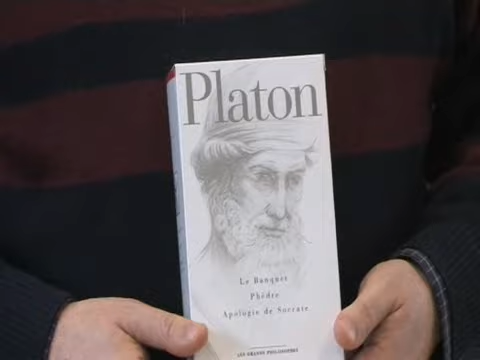 Platon
Le Banquet
Phèdre
Apologie de Socrate
LES GRANDS PHILOSOPHES